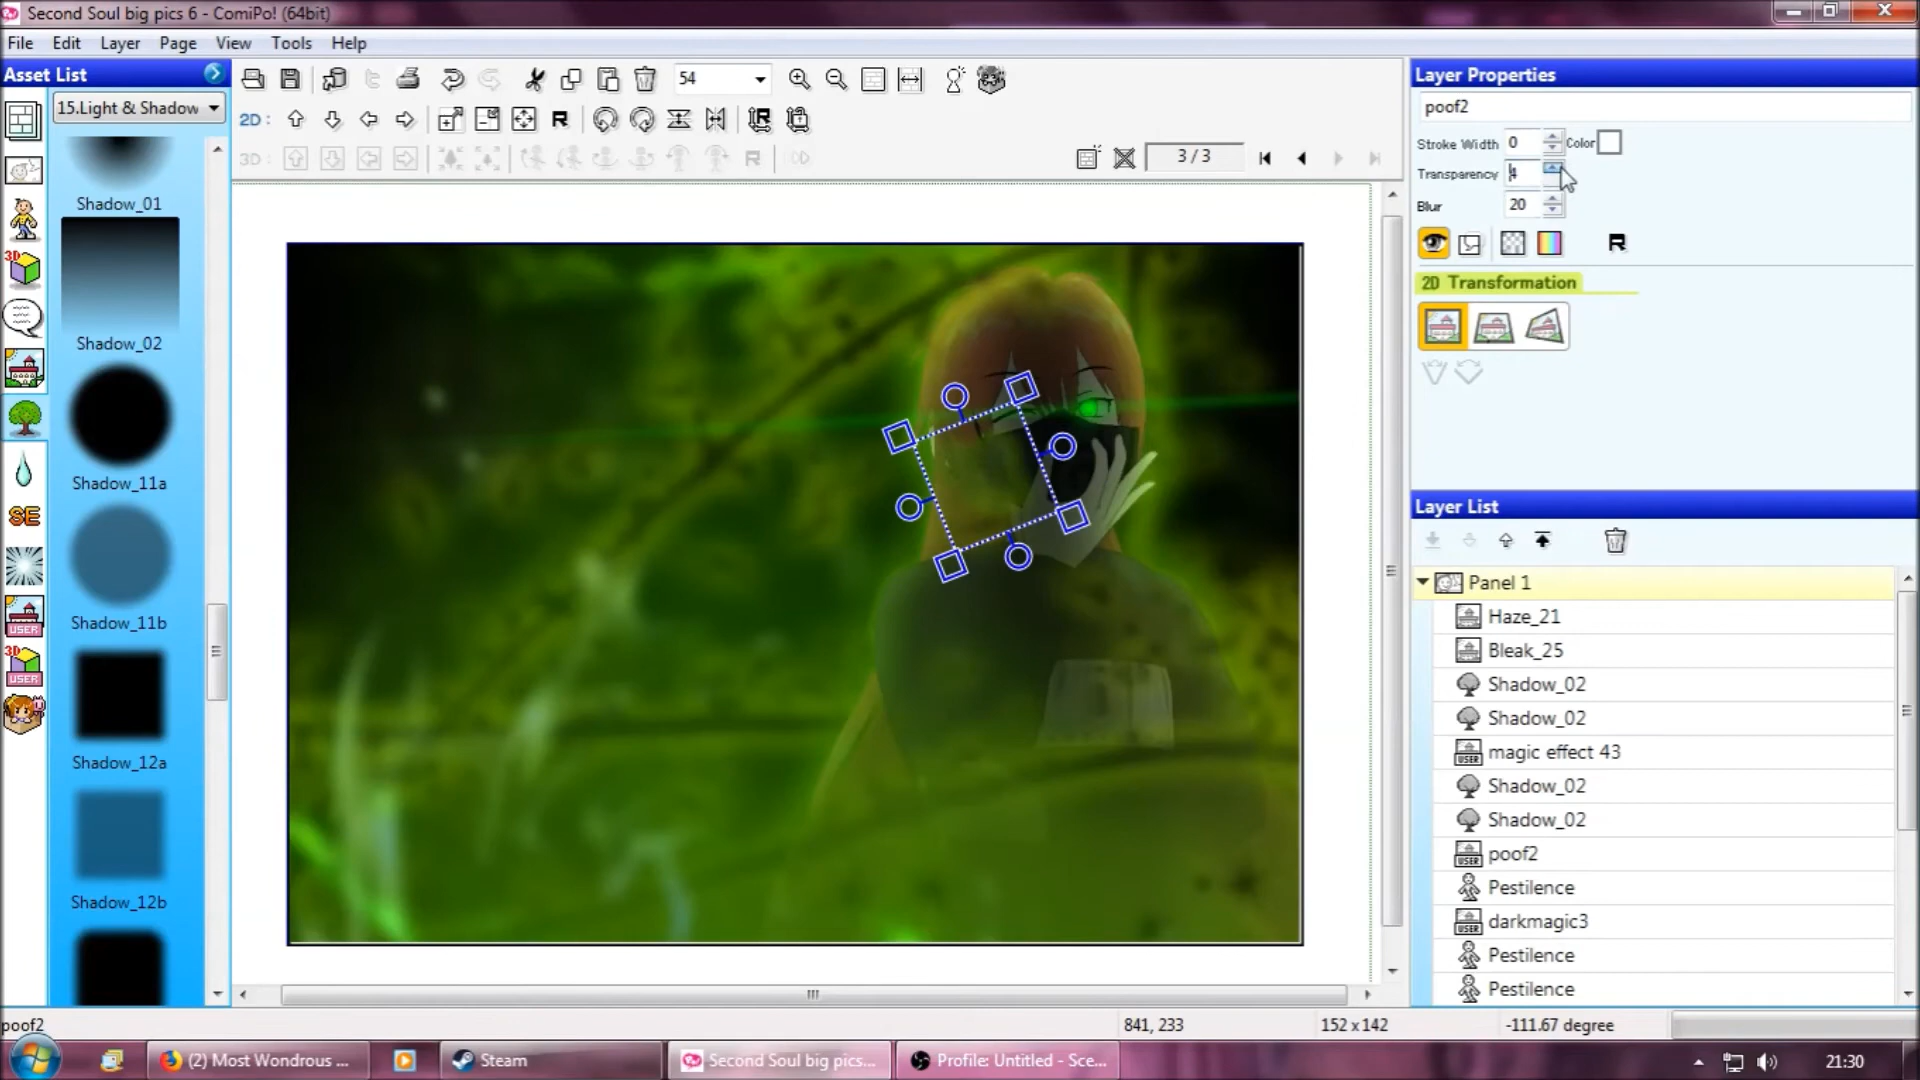 Second Soul big pics 6 - ComiPo! (64bit)
File Edit Layer Page View Tools Help
Asset List
15.Light & Shadow
Shadow_01
Shadow_02
Shadow_11a
Shadow_11b
Shadow_12a
Shadow_12b
SE
USER
3D
USER
54
2D :
3D :
3 / 3
Layer Properties
poof2
Stroke Width 0 Color
Transparency 4
Blur 20
2D Transformation
Layer List
Panel 1
Haze_21
Bleak_25
Shadow_02
Shadow_02
magic effect 43
Shadow_02
Shadow_02
poof2
Pestilence
darkmagic3
Pestilence
Pestilence
poof2
841, 233
152 x 142
-111.67 degree
(2) Most Wondrous ...
Steam
Second Soul big pics...
Profile: Untitled - Sce...
21:30